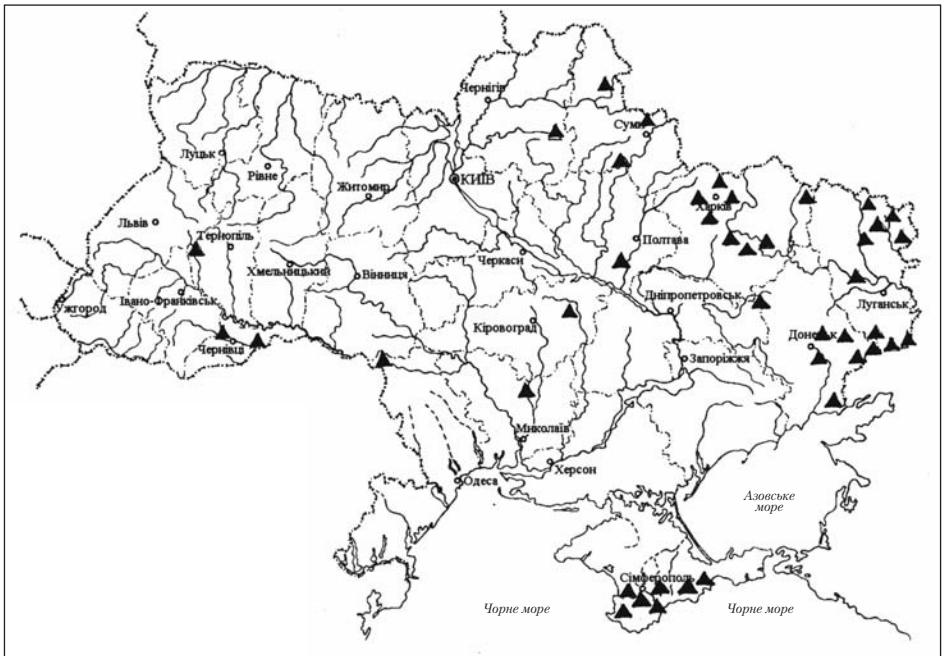 Чернігів
Суми
Луцьк
Рівне
КИЇВ
Житомир
Харків
Львів
Тернопіль
Полтава
Хмельницький
Вінниця
Черкаси
Ужгород
Івано-Франківськ
Дніпропетровськ
Луганськ
Кіровоград
Чернівці
Донецьк
Запоріжжя
Миколаїв
Херсон
Одеса
Азовське
море
Сімферополь
Чорне море
Чорне море